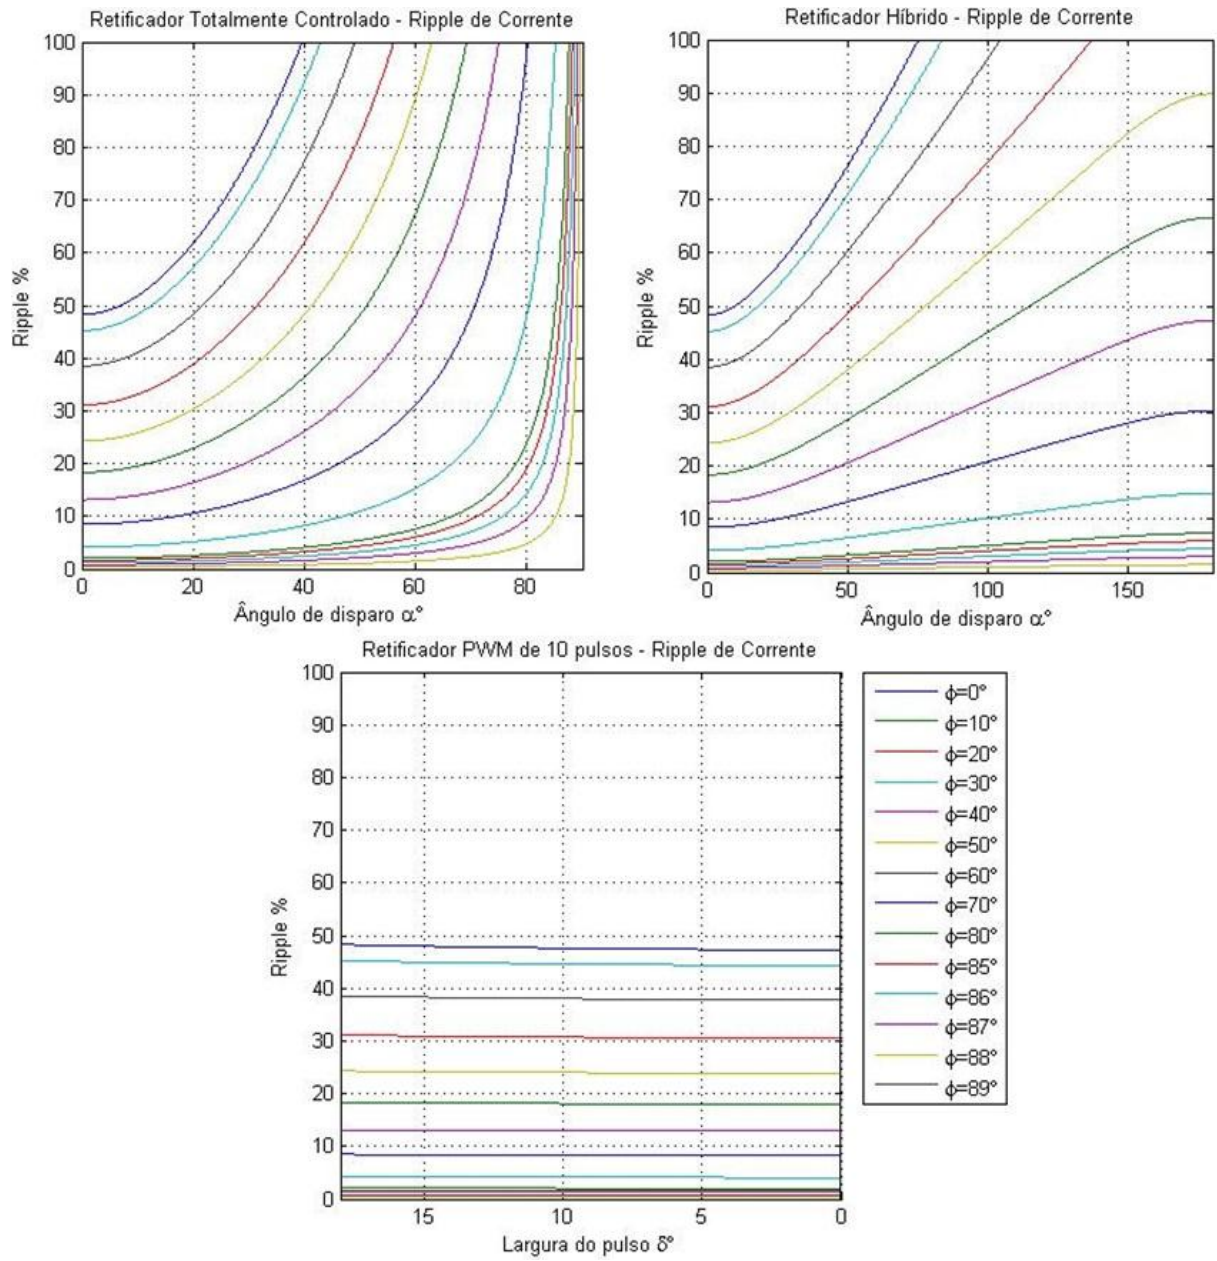 Retificador Totalmente Controlado - Ripple de Corrente
100
90
80
70
60
50
40
30
20
10
0
Ripple %
0 20 40 60 80
Ângulo de disparo α°
Retificador Híbrido - Ripple de Corrente
100
90
80
70
60
50
40
30
20
10
0
Ripple %
0 50 100 150
Ângulo de disparo α°
Retificador PWM de 10 pulsos - Ripple de Corrente
100
90
80
70
60
50
40
30
20
10
0
Ripple %
15 10 5 0
Largura do pulso δ°
ϕ=0°
ϕ=10°
ϕ=20°
ϕ=30°
ϕ=40°
ϕ=50°
ϕ=60°
ϕ=70°
ϕ=80°
ϕ=85°
ϕ=86°
ϕ=87°
ϕ=88°
ϕ=89°